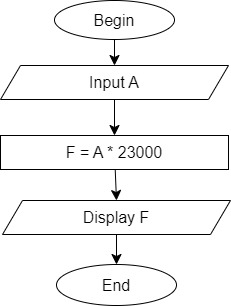 Begin
Input A
F = A * 23000
Display F
End